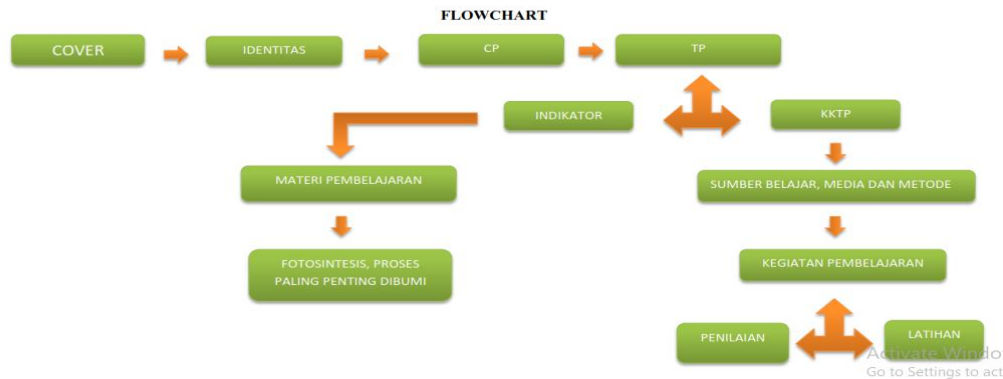 FLOWCHART
COVER
IDENTITAS
CP
TP
INDIKATOR
KKTP
MATERI PEMBELAJARAN
SUMBER BELAJAR, MEDIA DAN METODE
FOTOSINTESIS, PROSES
PALING PENTING DIBUMI
KEGIATAN PEMBELAJARAN
PENILAIAN
LATIHAN
Activate Windo
Go to Settings to act